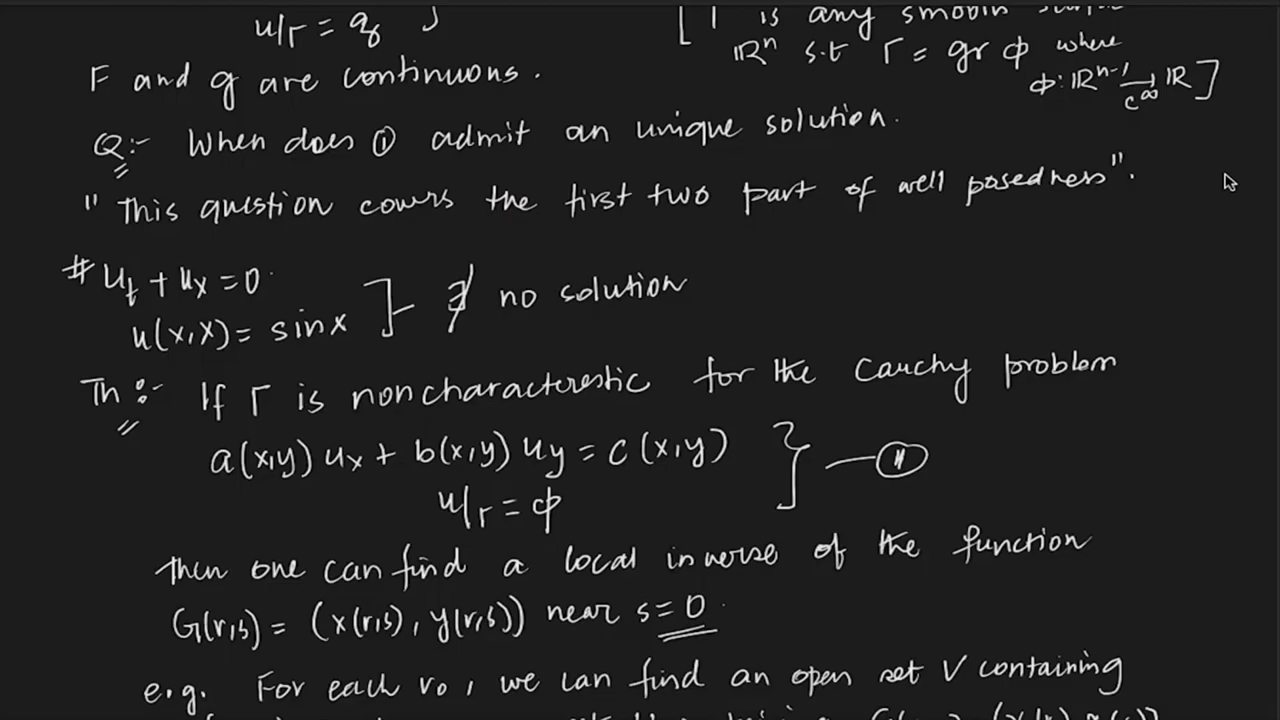 u/Γ = g }
[ Γ is any smooth
ℝⁿ s.t Γ = gr φ where
φ: ℝⁿ⁻¹ → ℝ ]
C^∞
F and g are continuous.
Q:- When does ① admit an unique solution.
" This question covers the first two part of well posedness".
# u_t + u_x = 0
u(x,x) = sinx ] ∄ no solution
Th :- If Γ is noncharacterestic for the Cauchy problem
a(x,y) u_x + b(x,y) u_y = c(x,y)
u/Γ = φ } —
then one can find a local inverse of the function
G(r,s) = (x(r,s), y(r,s)) near s = 0.
e.g. For each r₀, we can find an open set V containing